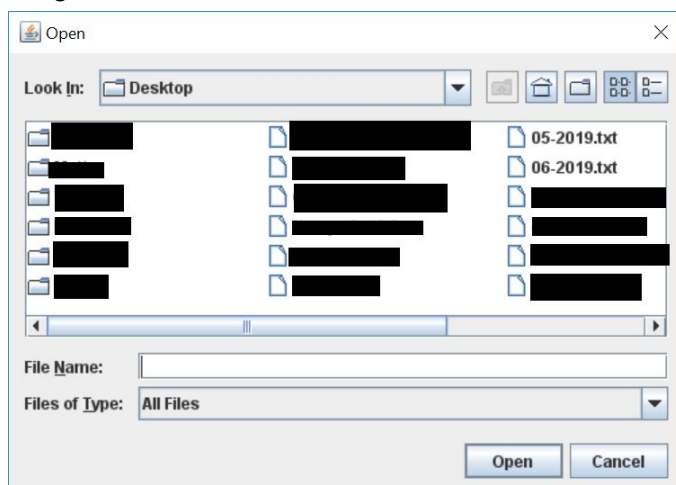 Open
Look In: Desktop
05-2019.txt
06-2019.txt
File Name:
Files of Type: All Files
Open Cancel